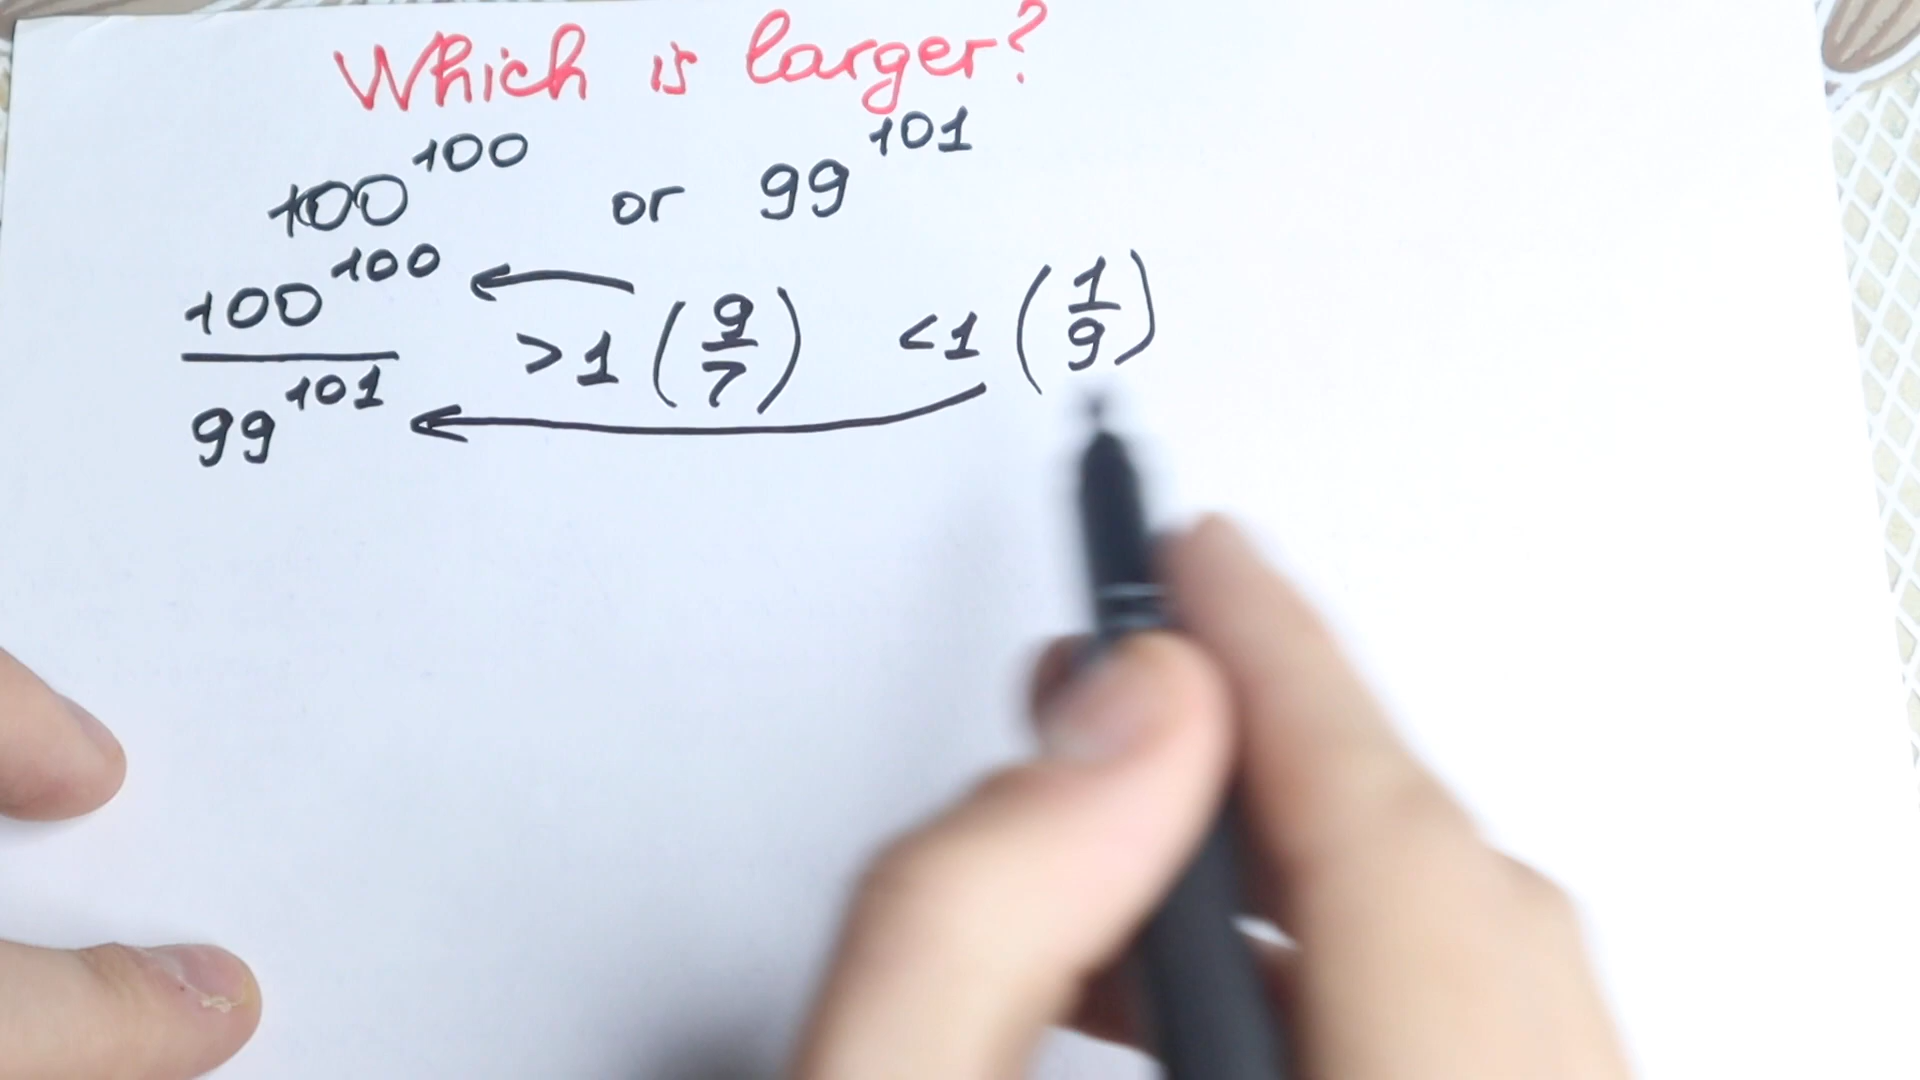 Which is larger?
100^100 or 99^101
100^100 / 99^101 >1 (9/7) <1 (1/9)